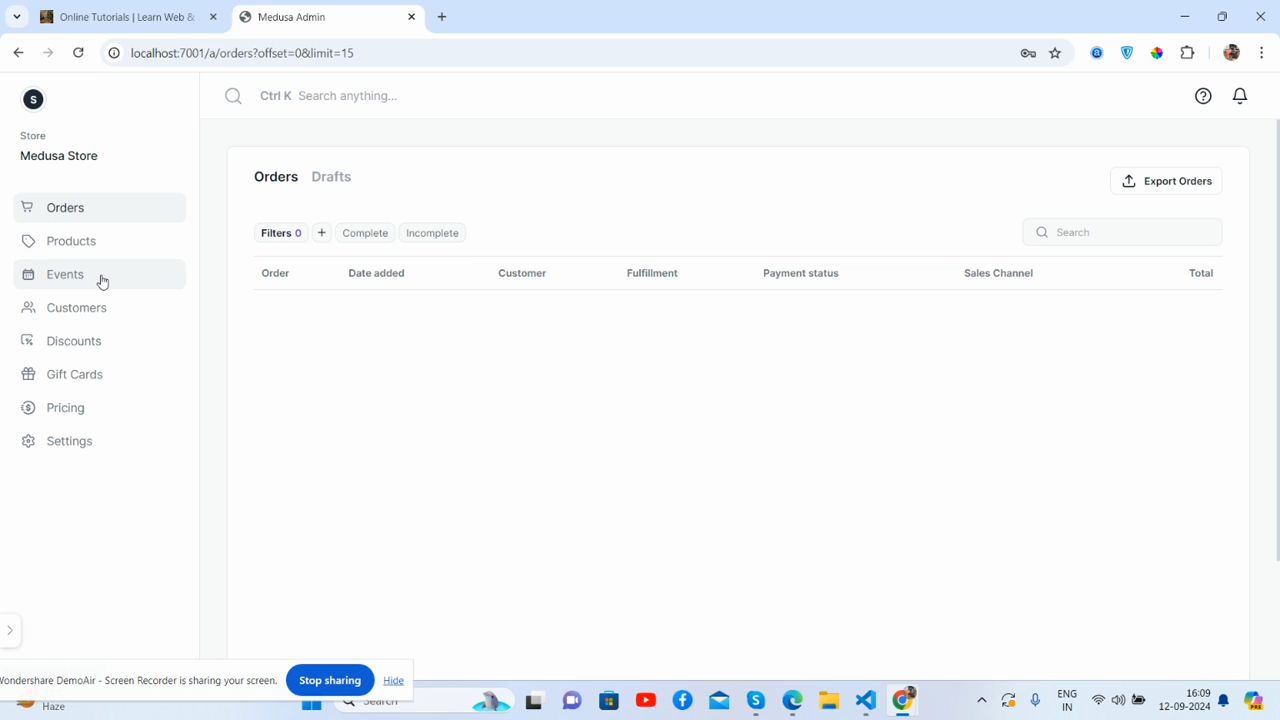 Online Tutorials | Learn Web &
Medusa Admin
localhost:7001/a/orders?offset=0&limit=15
S
Ctrl K Search anything...
Store
Medusa Store
Orders
Products
Events
Customers
Discounts
Gift Cards
Pricing
Settings
Orders Drafts
Export Orders
Filters 0 + Complete Incomplete
Search
Order Date added Customer Fulfillment Payment status Sales Channel Total
Wondershare DemoAir - Screen Recorder is sharing your screen. Stop sharing Hide
Haze
Search
ENG
IN
16:09
12-09-2024